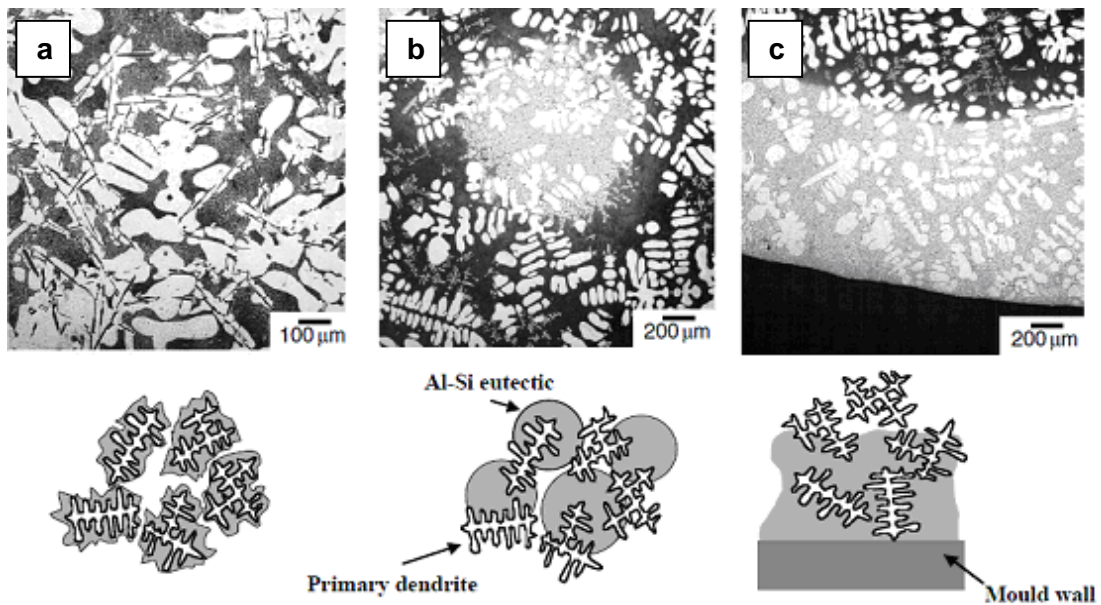 a
b
c
100 µm
200 µm
200 µm
Al-Si eutectic
Primary dendrite
Mould wall